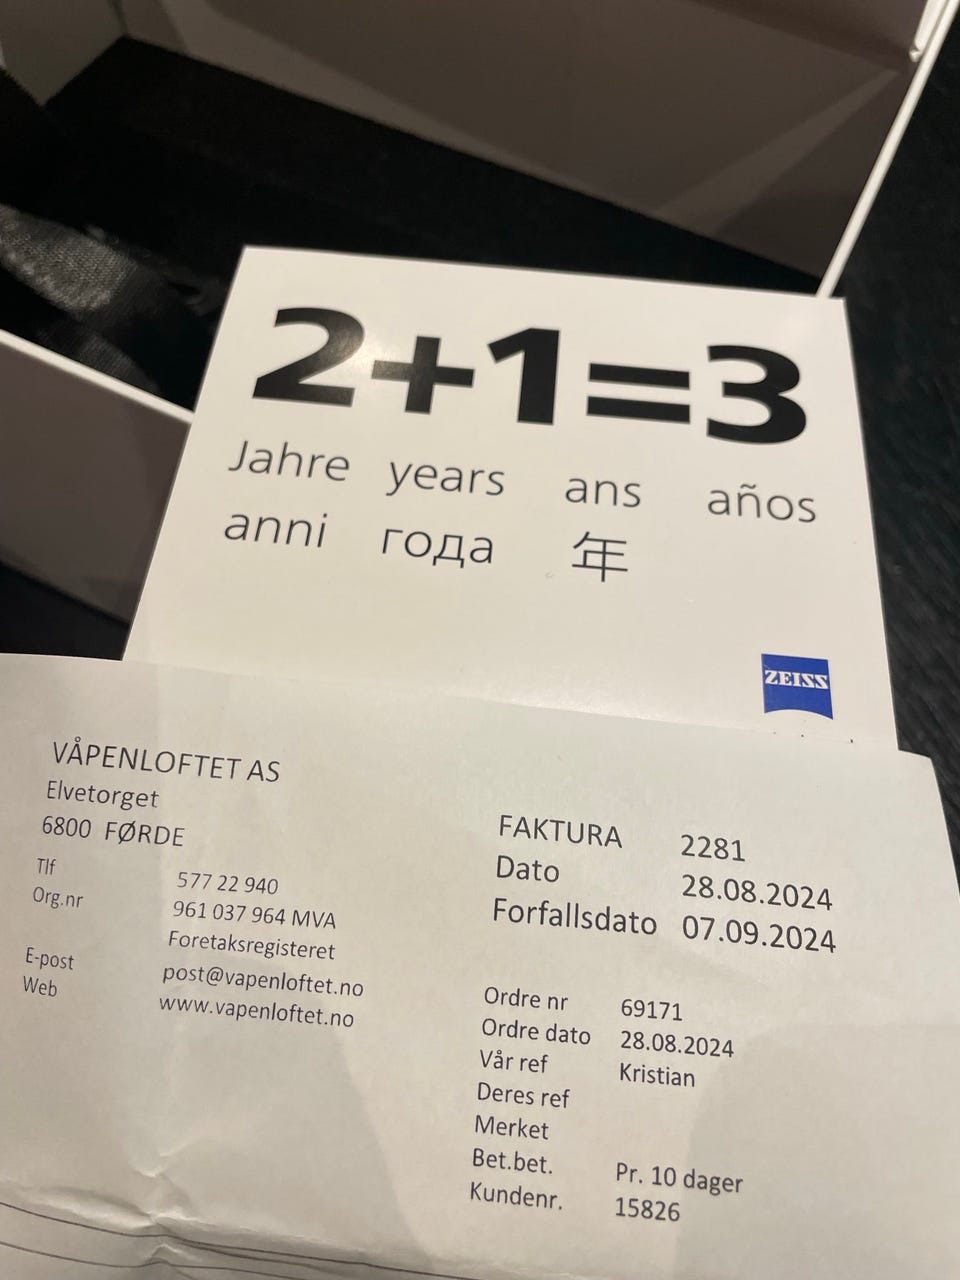 2+1=3
Jahre years ans años
anni года 年
ZEISS
VÅPENLOFTET AS
Elvetorget
6800 FØRDE
Tlf 577 22 940
Org.nr 961 037 964 MVA
Foretaksregisteret
E-post post@vapenloftet.no
Web www.vapenloftet.no
FAKTURA 2281
Dato 28.08.2024
Forfallsdato 07.09.2024
Ordre nr 69171
Ordre dato 28.08.2024
Vår ref Kristian
Deres ref
Merket
Bet.bet. Pr. 10 dager
Kundenr. 15826